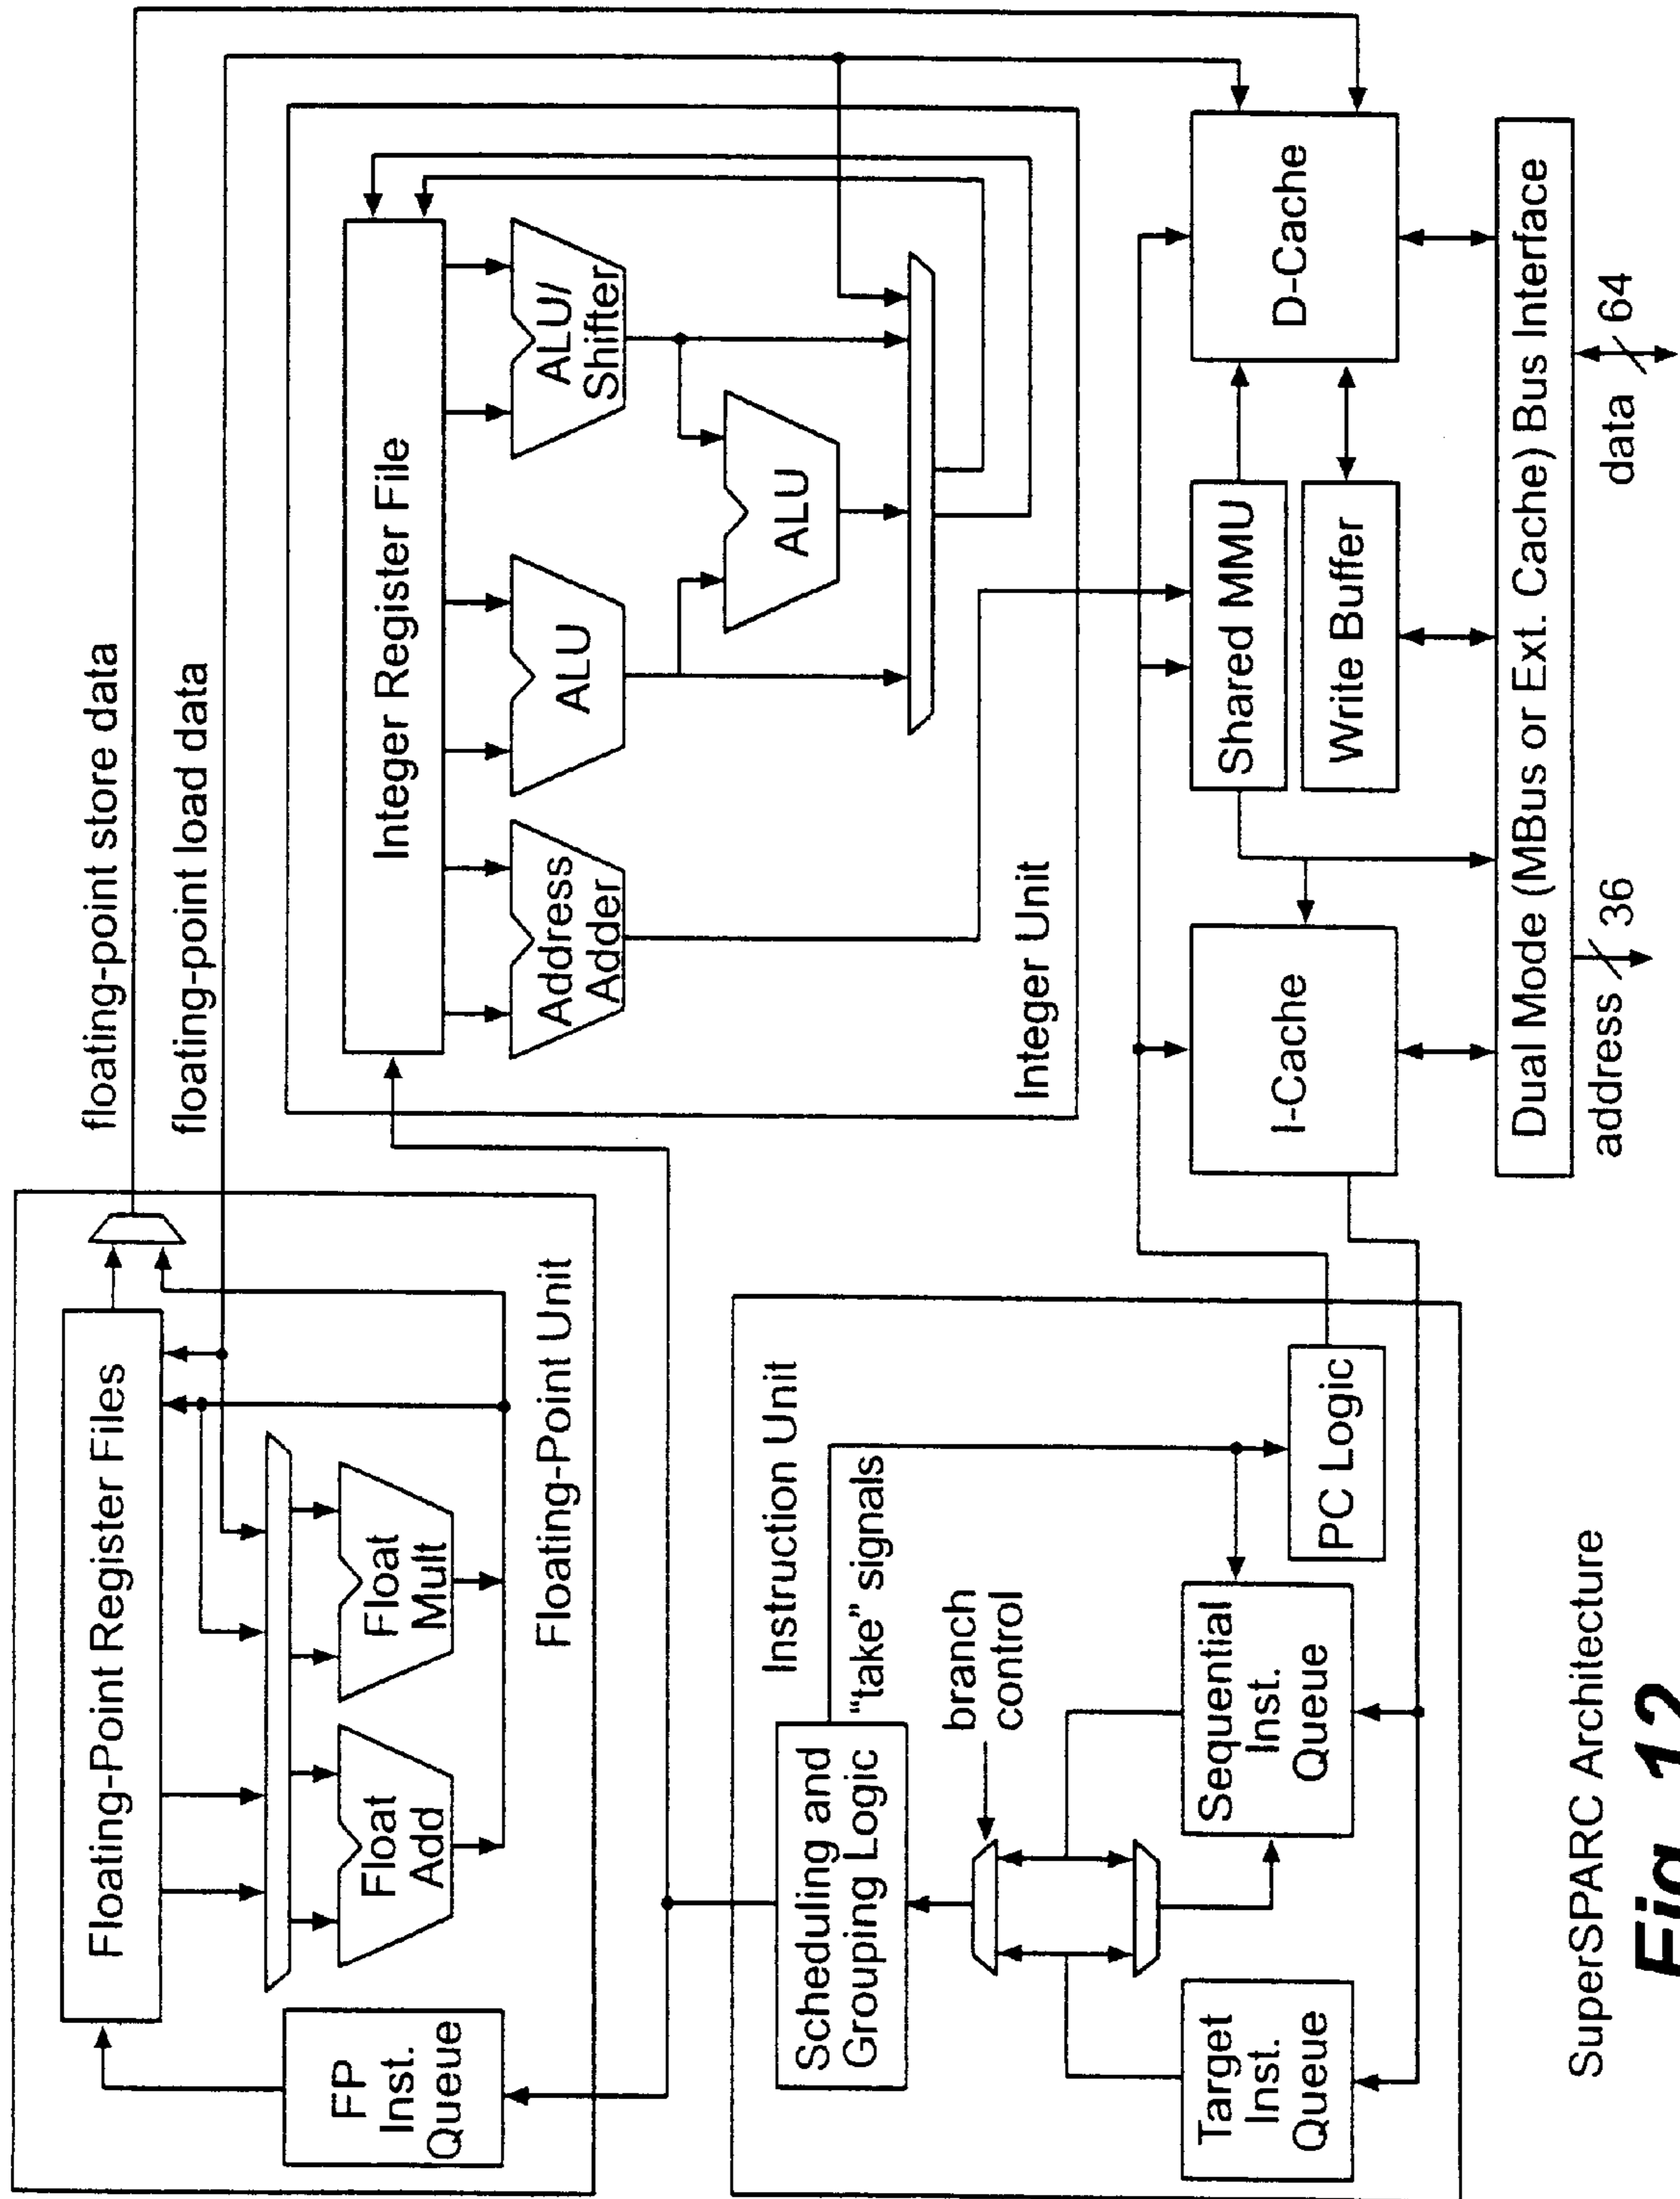 floating-point store data
floating-point load data
Floating-Point Register Files
FP
Inst.
Queue
Float
Add
Float
Mult
Floating-Point Unit
Integer Register File
Address
Adder
ALU
ALU/
Shifter
ALU
Integer Unit
Instruction Unit
Scheduling and
Grouping Logic
"take" signals
branch
control
Target
Inst.
Queue
Sequential
Inst.
Queue
PC Logic
I-Cache
Shared MMU
Write Buffer
D-Cache
Dual Mode (MBus or Ext. Cache) Bus Interface
address 36
data 64
SuperSPARC Architecture
Fig 12